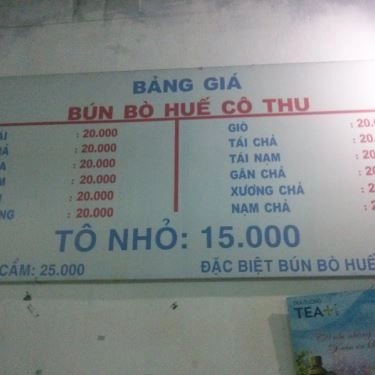 BẢNG GIÁ
BÚN BÒ HUẾ CÔ THU
: 20.000
: 20.000
: 20.000
: 20.000
: 20.000
: 20.000
GIÒ
TÁI CHẢ
TÁI NẠM
GÂN CHẢ
XƯƠNG CHẢ
NẠM CHẢ
TÔ NHỎ: 15.000
CẨM: 25.000
ĐẶC BIỆT BÚN BÒ HUẾ
TEA+